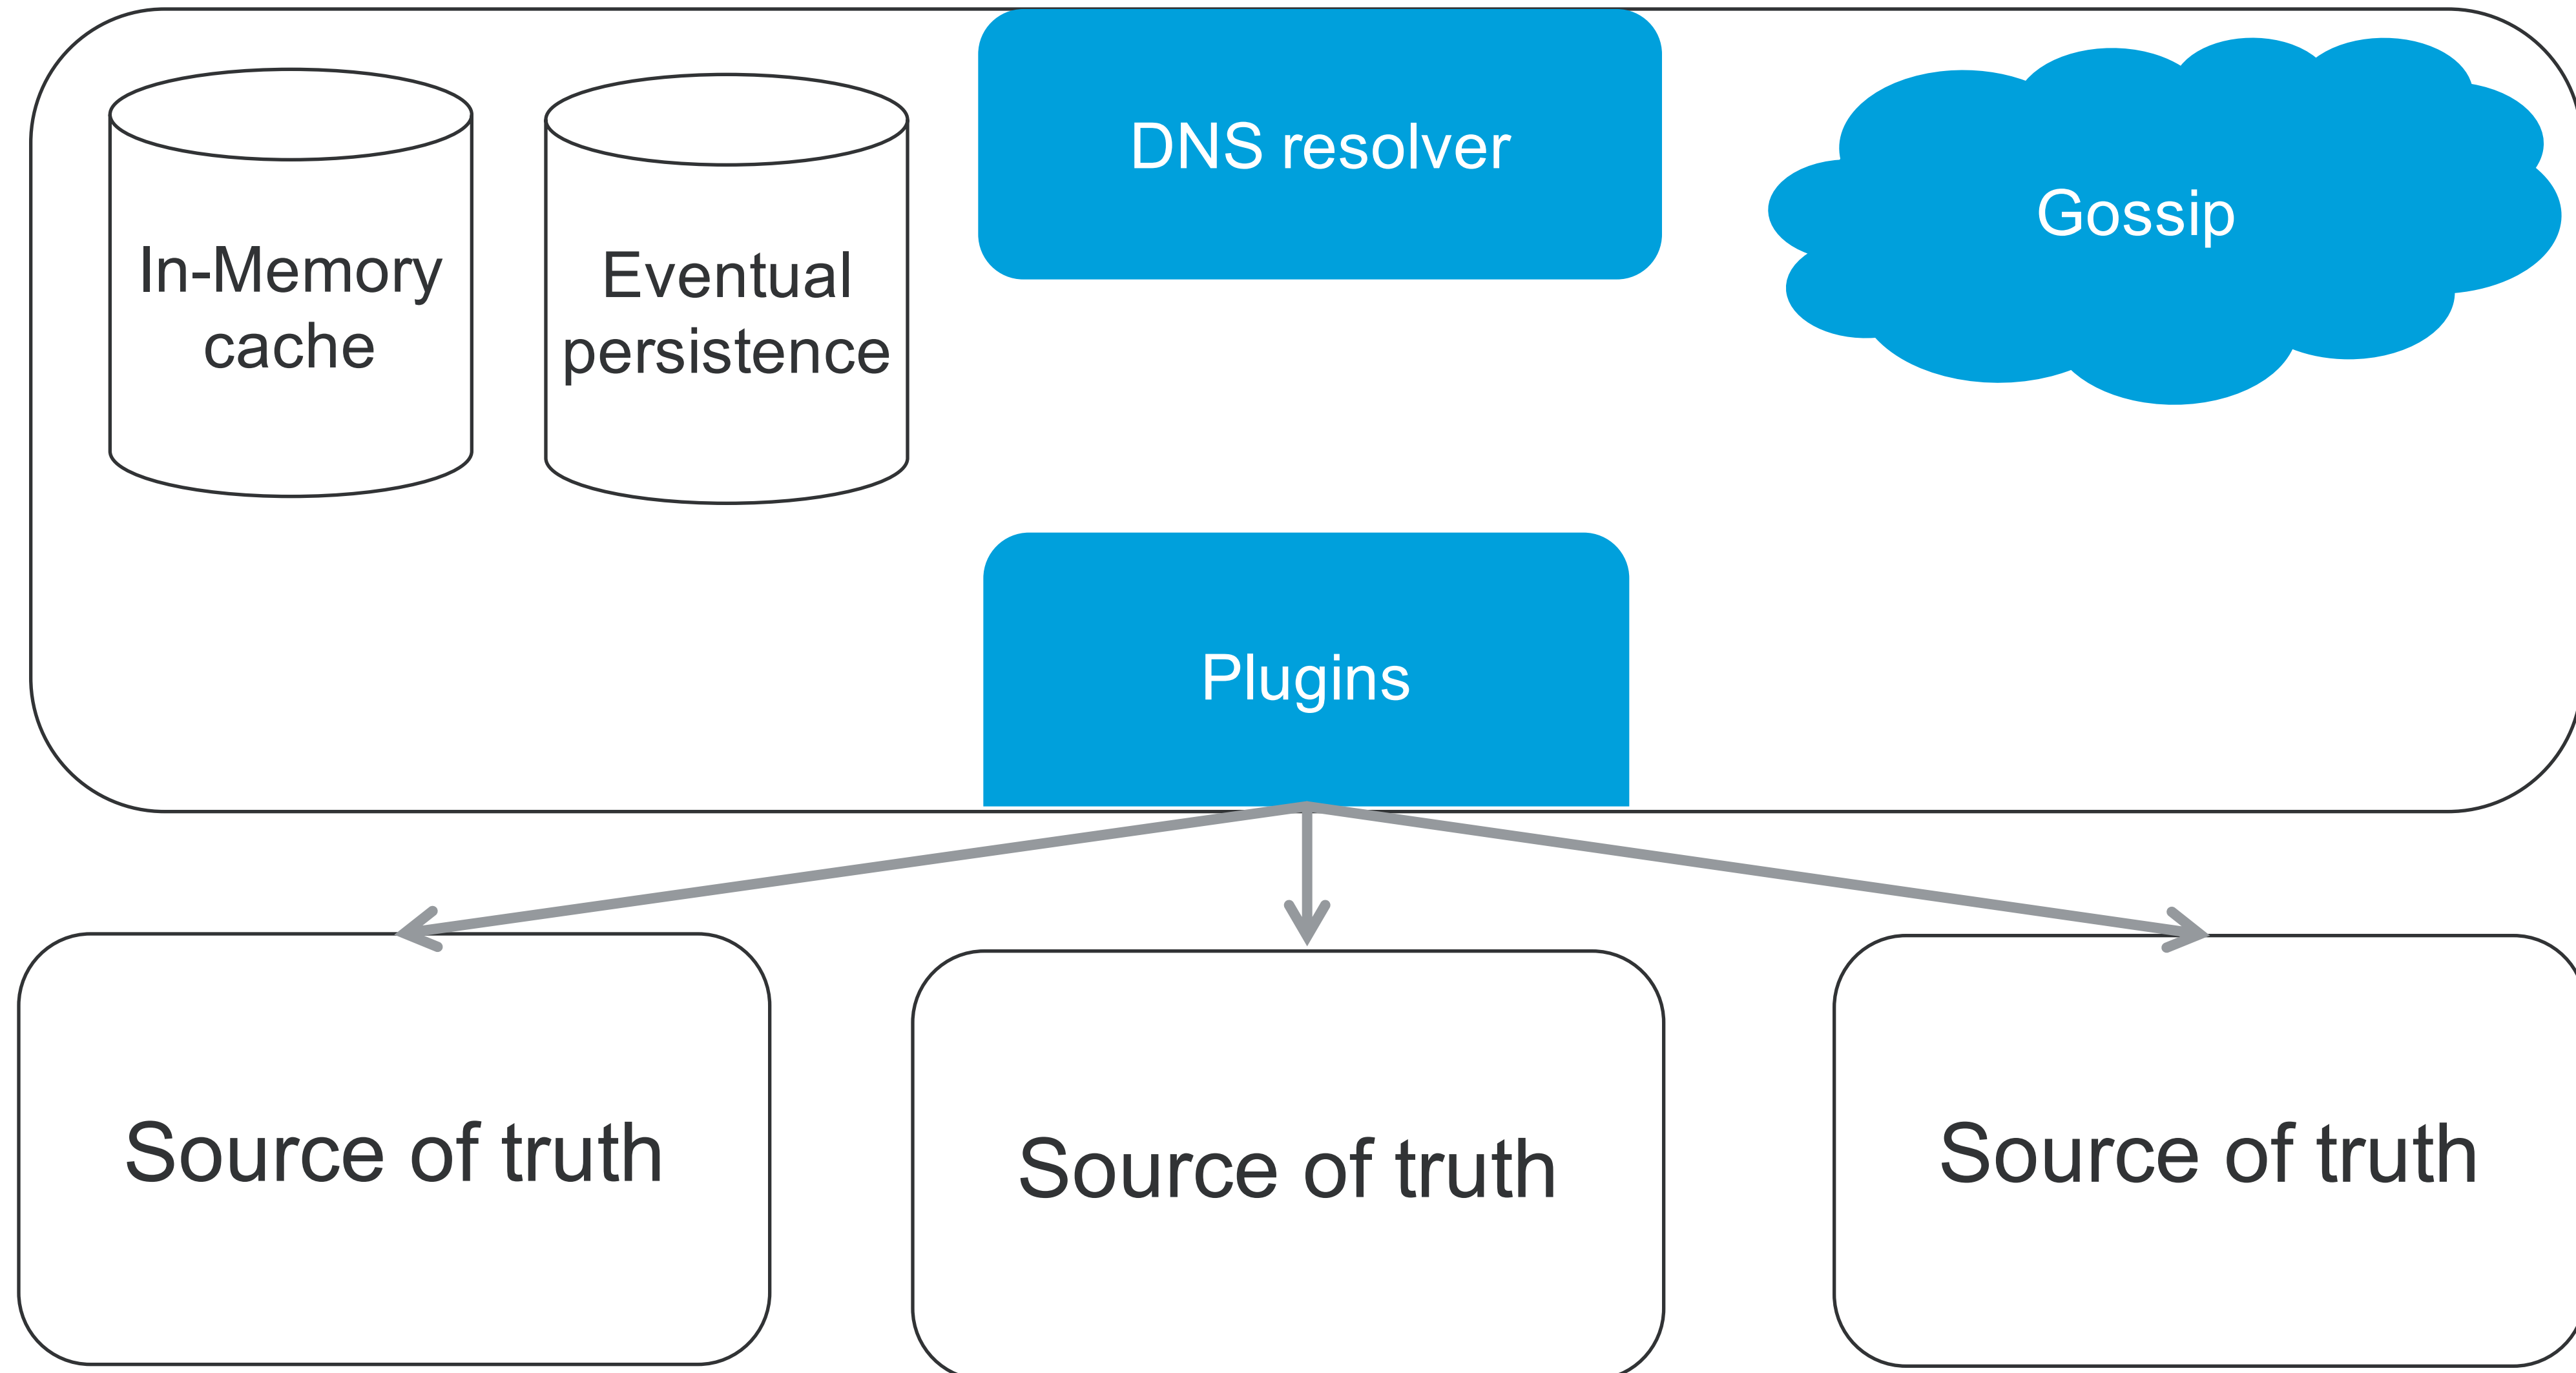 DNS resolver
Gossip
In-Memory
cache
Eventual
persistence
Plugins
Source of truth
Source of truth
Source of truth